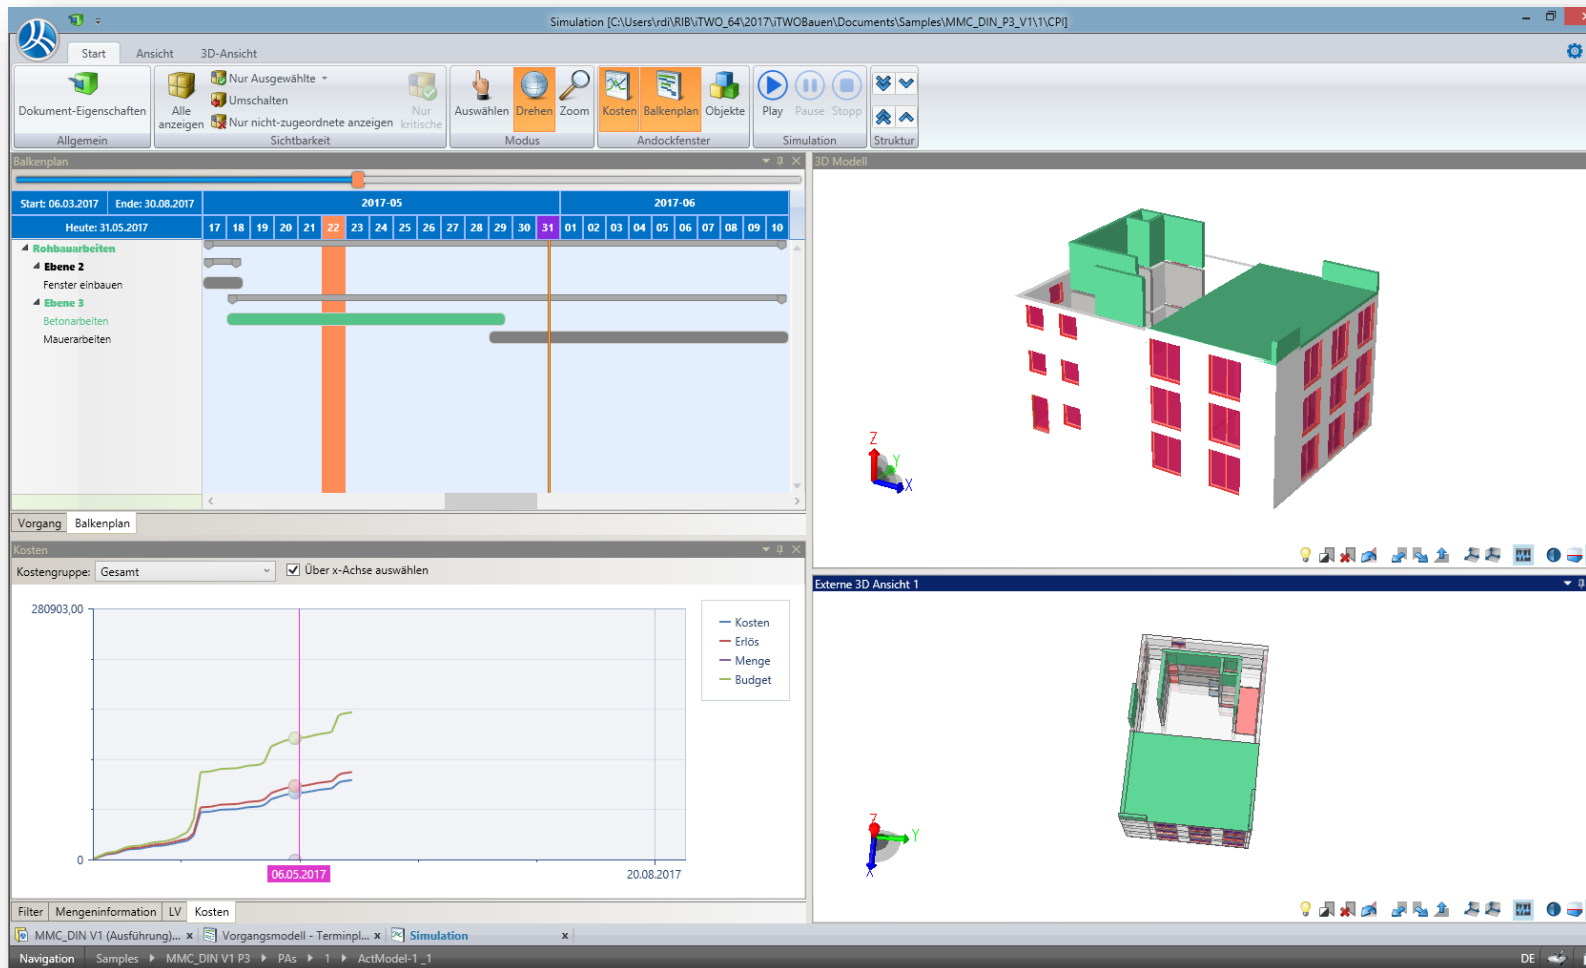 Simulation [C:\Users\rdi\RIB\iTWO_64\2017\iTWOBauen\Documents\Samples\MMC_DIN_P3_V1\1\CPI]
Start Ansicht 3D-Ansicht
Dokument-Eigenschaften
Allgemein
Alle anzeigen
Nur Ausgewählte
Umschalten
Nur nicht-zugeordnete anzeigen
Nur kritische
Sichtbarkeit
Auswählen Drehen Zoom
Modus
Kosten Balkenplan Objekte
Andockfenster
Play Pause Stopp
Simulation
Struktur
Balkenplan
Start: 06.03.2017 Ende: 30.08.2017 2017-05 2017-06
Heute: 31.05.2017 17 18 19 20 21 22 23 24 25 26 27 28 29 30 31 01 02 03 04 05 06 07 08 09 10
Rohbauarbeiten
Ebene 2
Fenster einbauen
Ebene 3
Betonarbeiten
Mauerarbeiten
Vorgang Balkenplan
Kosten
Kostengruppe: Gesamt Über x-Achse auswählen
280903,00
0
06.05.2017
20.08.2017
Kosten
Erlös
Menge
Budget
Filter Mengeninformation LV Kosten
3D Modell
Z
Y
X
Externe 3D Ansicht 1
Z
Y
X
MMC_DIN V1 (Ausführung)... x Vorgangsmodell - Terminpl... x Simulation x
Navigation Samples MMC_DIN V1 P3 PAs 1 ActModel-1 _1 DE